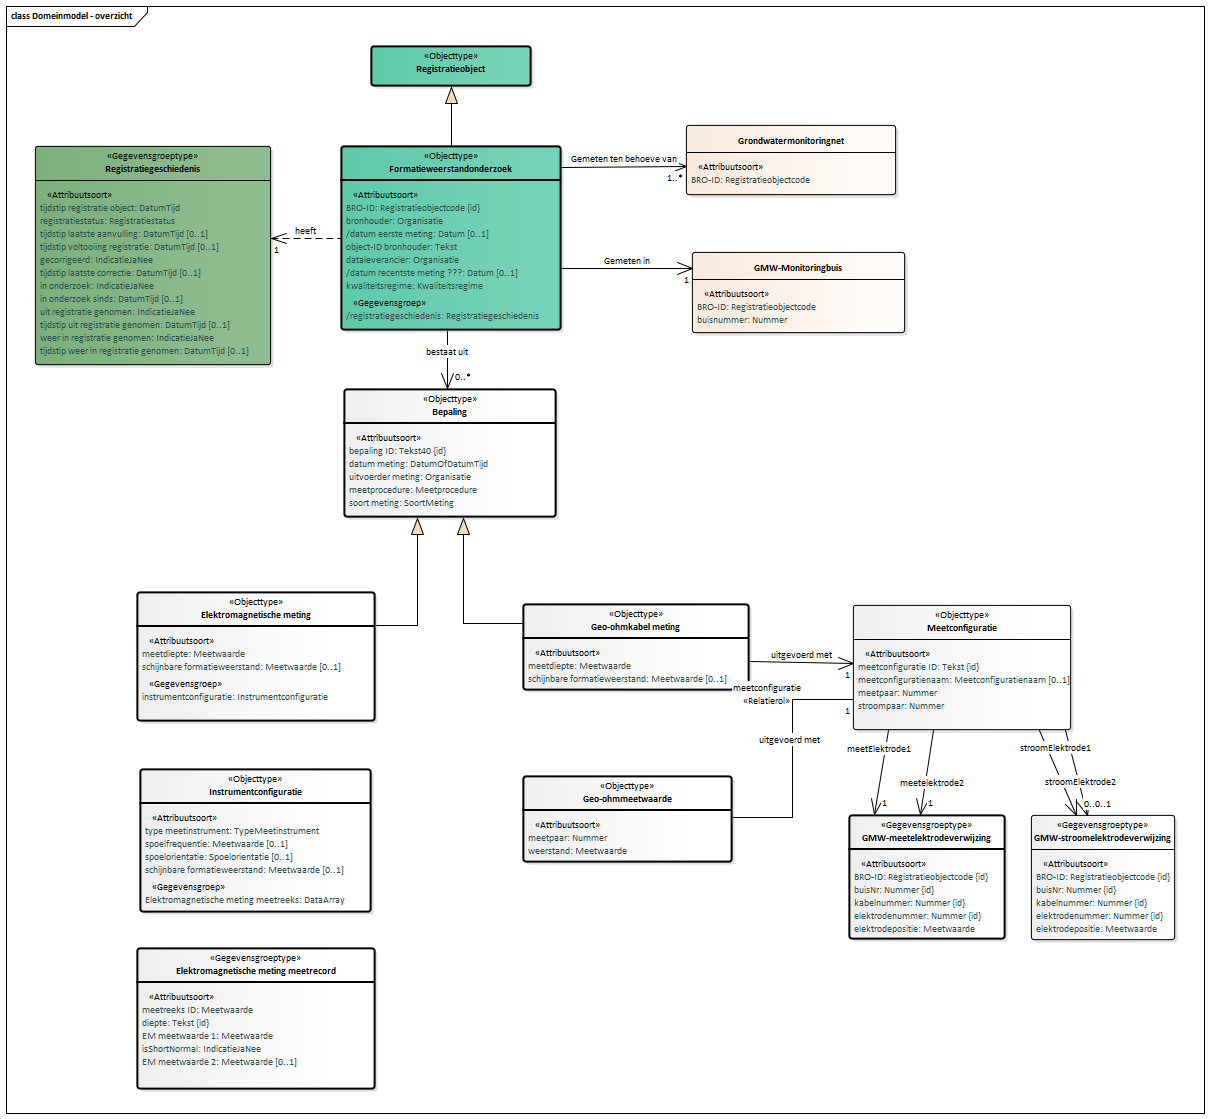 class Domeinmodel - overzicht
«Objecttype»
Registratieobject
«Gegevensgroeptype»
Registratiegeschiedenis
«Attribuutsoort»
tijdstip registratie object: DatumTijd
registratiestatus: Registratiestatus
tijdstip laatste aanvulling: DatumTijd [0..1]
tijdstip voltooiing registratie: DatumTijd [0..1]
gecorrigeerd: IndicatieJaNee
tijdstip laatste correctie: DatumTijd [0..1]
in onderzoek: IndicatieJaNee
in onderzoek sinds: DatumTijd [0..1]
uit registratie genomen: IndicatieJaNee
tijdstip uit registratie genomen: DatumTijd [0..1]
weer in registratie genomen: IndicatieJaNee
tijdstip weer in registratie genomen: DatumTijd [0..1]
heeft
1
«Objecttype»
Formatieweerstandonderzoek
«Attribuutsoort»
BRO-ID: Registratieobjectcode {id}
bronhouder: Organisatie
/datum eerste meting: Datum [0..1]
object-ID bronhouder: Tekst
dataleverancier: Organisatie
/datum recentste meting ???: Datum [0..1]
kwaliteitsregime: Kwaliteitsregime
«Gegevensgroep»
/registratiegeschiedenis: Registratiegeschiedenis
Gemeten ten behoeve van
1..*
Grondwatermonitoringnet
«Attribuutsoort»
BRO-ID: Registratieobjectcode
Gemeten in
1
GMW-Monitoringbuis
«Attribuutsoort»
BRO-ID: Registratieobjectcode
buisnummer: Nummer
bestaat uit
0..*
«Objecttype»
Bepaling
«Attribuutsoort»
bepaling ID: Tekst40 {id}
datum meting: DatumOfDatumTijd
uitvoerder meting: Organisatie
meetprocedure: Meetprocedure
soort meting: SoortMeting
«Objecttype»
Elektromagnetische meting
«Attribuutsoort»
meetdiepte: Meetwaarde
schijnbare formatieweerstand: Meetwaarde [0..1]
«Gegevensgroep»
instrumentconfiguratie: Instrumentconfiguratie
«Objecttype»
Geo-ohmkabel meting
«Attribuutsoort»
meetdiepte: Meetwaarde
schijnbare formatieweerstand: Meetwaarde [0..1]
uitgevoerd met
1
meetconfiguratie
«Relatierol»
1
uitgevoerd met
«Objecttype»
Meetconfiguratie
«Attribuutsoort»
meetconfiguratie ID: Tekst {id}
meetconfiguratienaam: Meetconfiguratienaam [0..1]
meetpaar: Nummer
stroompaar: Nummer
meetElektrode1
1
meetelektrode2
1
stroomElektrode1
stroomElektrode2
0..0..1
«Objecttype»
Instrumentconfiguratie
«Attribuutsoort»
type meetinstrument: TypeMeetinstrument
spoelfrequentie: Meetwaarde [0..1]
spoelorientatie: Spoelorientatie [0..1]
schijnbare formatieweerstand: Meetwaarde [0..1]
«Gegevensgroep»
Elektromagnetische meting meetreeks: DataArray
«Objecttype»
Geo-ohmmeetwaarde
«Attribuutsoort»
meetpaar: Nummer
weerstand: Meetwaarde
«Gegevensgroeptype»
GMW-meetelektrodeverwijzing
«Attribuutsoort»
BRO-ID: Registratieobjectcode {id}
buisNr: Nummer {id}
kabelnummer: Nummer {id}
elektrodenummer: Nummer {id}
elektrodepositie: Meetwaarde
«Gegevensgroeptype»
GMW-stroomelektrodeverwijzing
«Attribuutsoort»
BRO-ID: Registratieobjectcode {id}
buisNr: Nummer {id}
kabelnummer: Nummer {id}
elektrodenummer: Nummer {id}
elektrodepositie: Meetwaarde
«Gegevensgroeptype»
Elektromagnetische meting meetrecord
«Attribuutsoort»
meetreeks ID: Meetwaarde
diepte: Tekst {id}
EM meetwaarde 1: Meetwaarde
isShortNormal: IndicatieJaNee
EM meetwaarde 2: Meetwaarde [0..1]